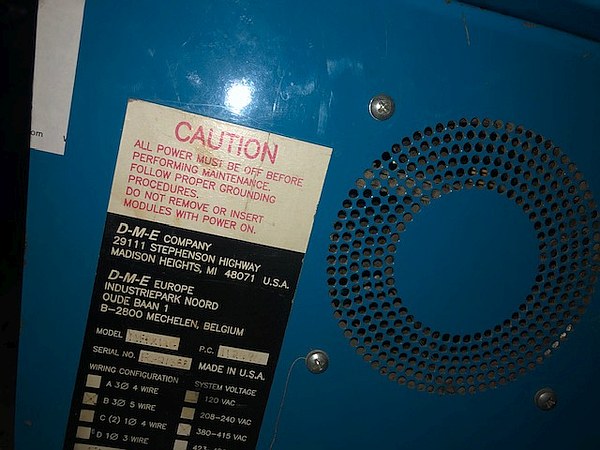 om
CAUTION
ALL POWER MUST BE OFF BEFORE
PERFORMING MAINTENANCE.
FOLLOW PROPER GROUNDING
PROCEDURES.
DO NOT REMOVE OR INSERT
MODULES WITH POWER ON.
D-M-E COMPANY
29111 STEPHENSON HIGHWAY
MADISON HEIGHTS, MI 48071 U.S.A.
D-M-E EUROPE
INDUSTRIEPARK NOORD
OUDE BAAN 1
B-2800 MECHELEN, BELGIUM
MODEL
P.C.
SERIAL NO.
MADE IN U.S.A.
WIRING CONFIGURATION
A 3Ø 4 WIRE
B 3Ø 5 WIRE
C (2) 1Ø 4 WIRE
D 1Ø 3 WIRE
SYSTEM VOLTAGE
120 VAC
208-240 VAC
380-415 VAC